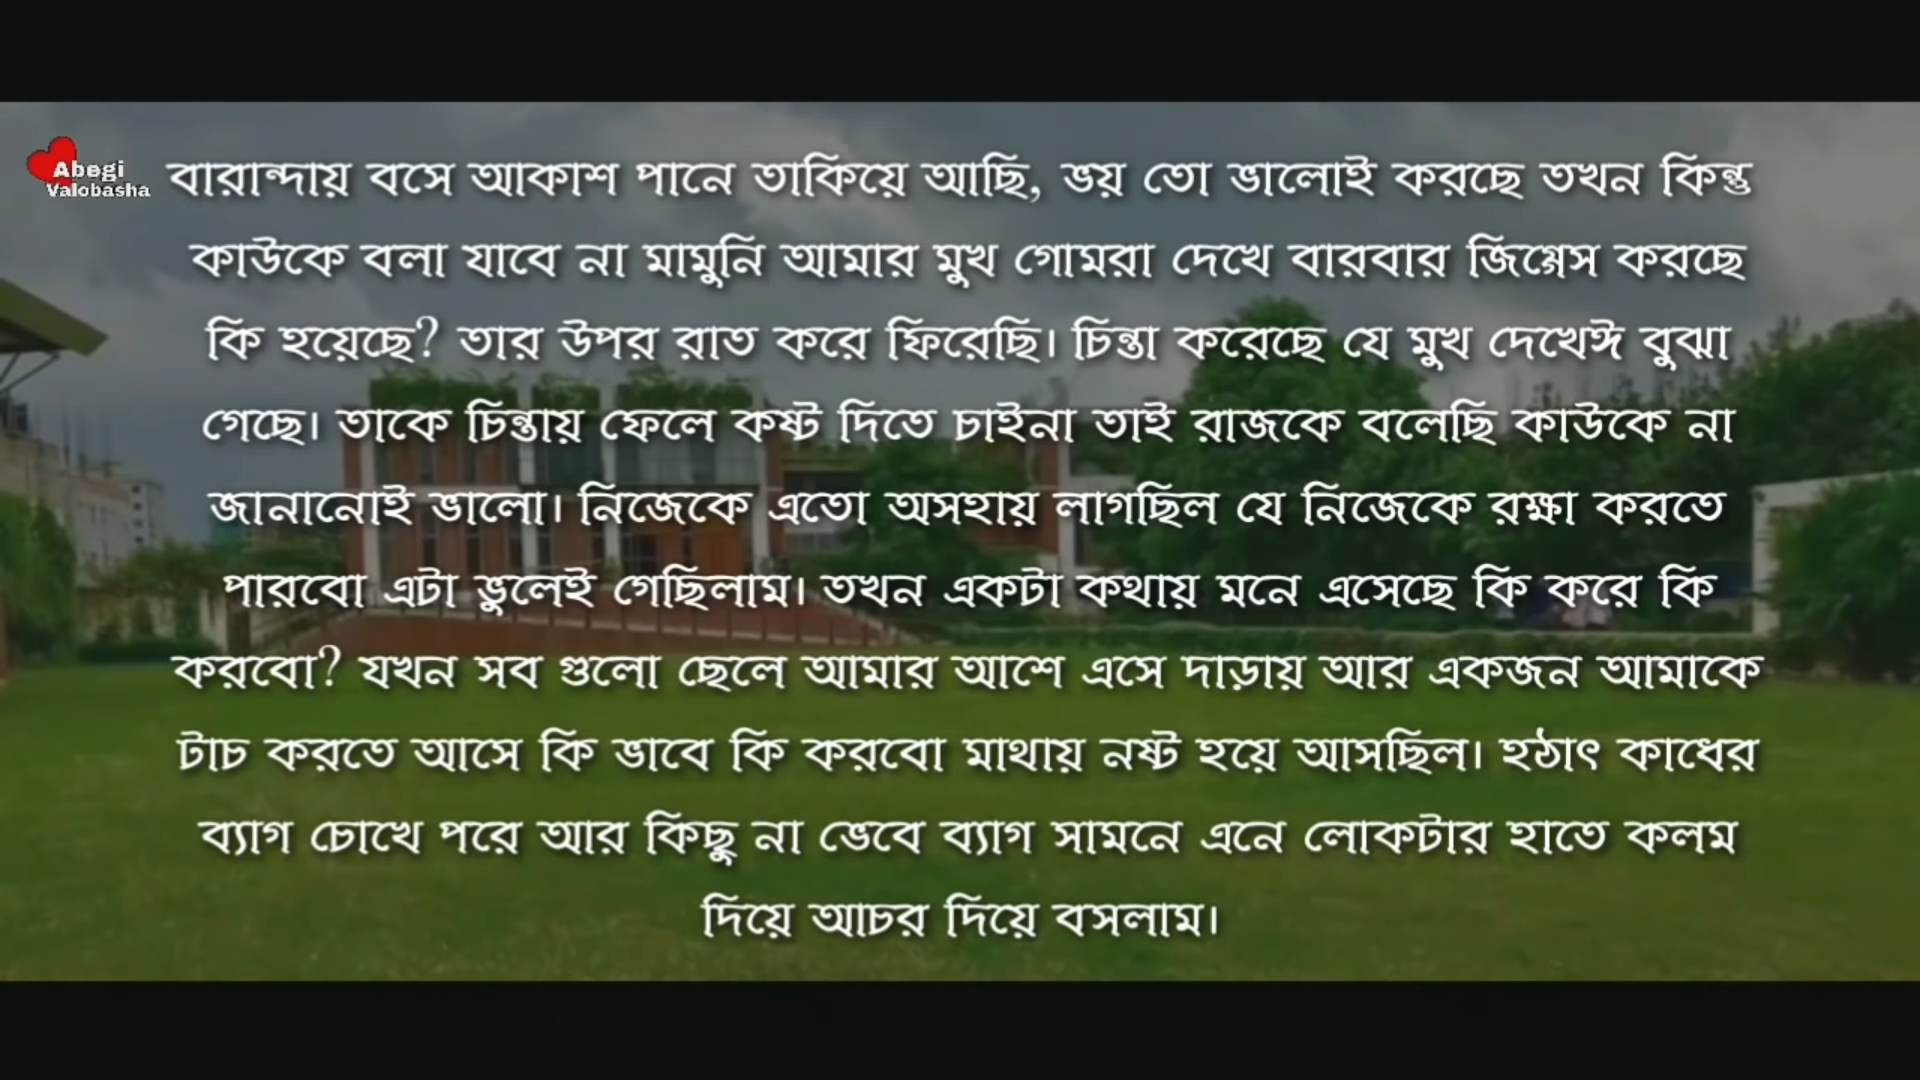 Abegi
Valobasha
বারান্দায় বসে আকাশ পানে তাকিয়ে আছি, ভয় তো ভালোই করছে তখন কিন্তু
কাউকে বলা যাবে না মামুনি আমার মুখ গোমরা দেখে বারবার জিগ্গেস করছে
কি হয়েছে? তার উপর রাত করে ফিরেছি। চিন্তা করেছে যে মুখ দেখেঈ বুঝা
গেছে। তাকে চিন্তায় ফেলে কষ্ট দিতে চাইনা তাই রাজকে বলেছি কাউকে না
জানানোই ভালো। নিজেকে এতো অসহায় লাগছিল যে নিজেকে রক্ষা করতে
পারবো এটা ভুলেই গেছিলাম। তখন একটা কথায় মনে এসেছে কি করে কি
করবো? যখন সব গুলো ছেলে আমার আশে এসে দাড়ায় আর একজন আমাকে
টাচ করতে আসে কি ভাবে কি করবো মাথায় নষ্ট হয়ে আসছিল। হঠাৎ কাধের
ব্যাগ চোখে পরে আর কিছু না ভেবে ব্যাগ সামনে এনে লোকটার হাতে কলম
দিয়ে আচর দিয়ে বসলাম।